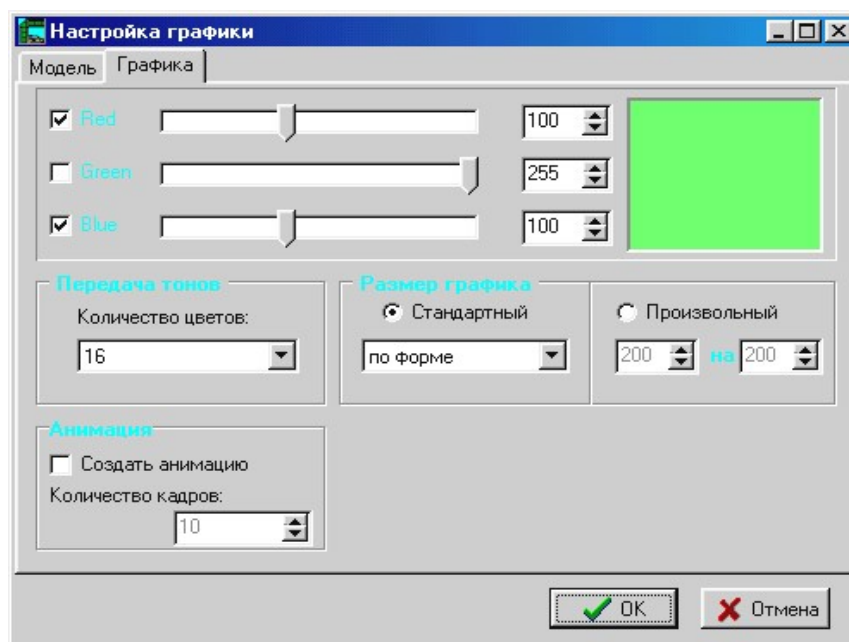 Настройка графики
Модель Графика
Red 100
Green 255
Blue 100
Передача тонов Размер графика
Количество цветов: Стандартный Произвольный
16 по форме 200 на 200
Анимация
Создать анимацию
Количество кадров:
10
OK Отмена